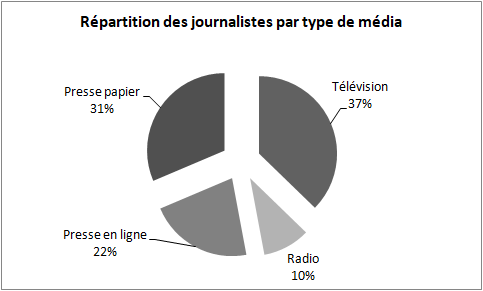 Répartition des journalistes par type de média
Presse papier
31%
Télévision
37%
Presse en ligne
22%
Radio
10%